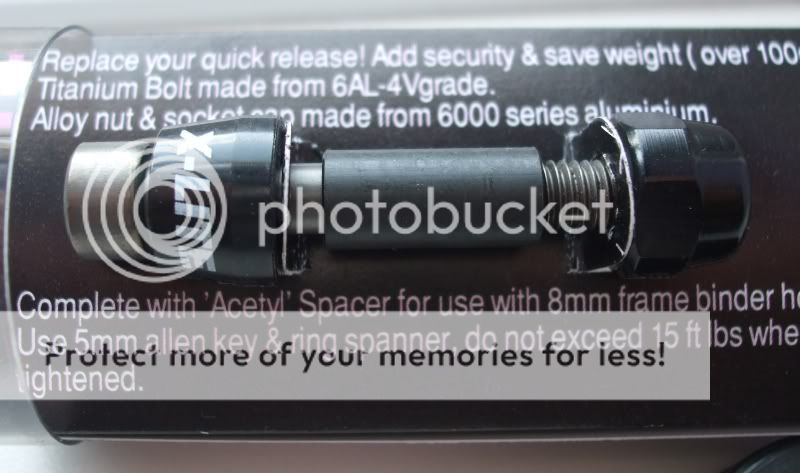 Replace your quick release! Add security & save weight ( over 100
Titanium Bolt made from 6AL-4Vgrade.
Alloy nut & socket cap made from 6000 series aluminium.
photobucket
Complete with 'Acetyl' Spacer for use with 8mm frame binder
Use 5mm allen key & ring spanner, do not exceed 15 ft lbs
Protect more of your memories for less!
tightened.